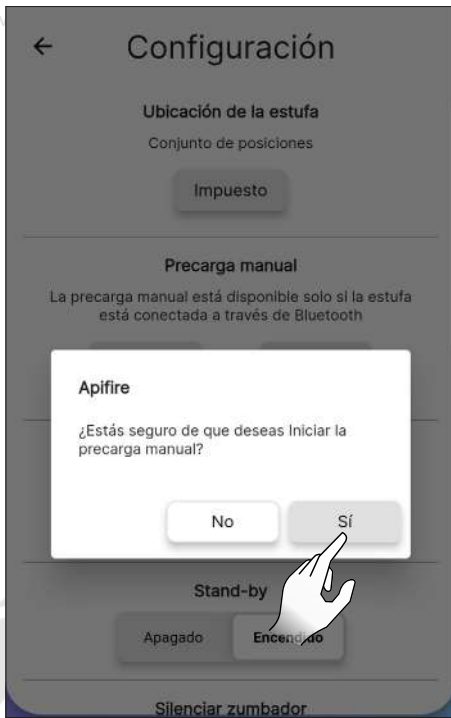 Configuración
Ubicación de la estufa
Conjunto de posiciones
Impuesto
Precarga manual
La precarga manual está disponible solo si la estufa
está conectada a través de Bluetooth
Apifire
¿Estás seguro de que deseas Iniciar la
precarga manual?
No
Sí
Stand-by
Apagado
Encendido
Silenciar zumbador